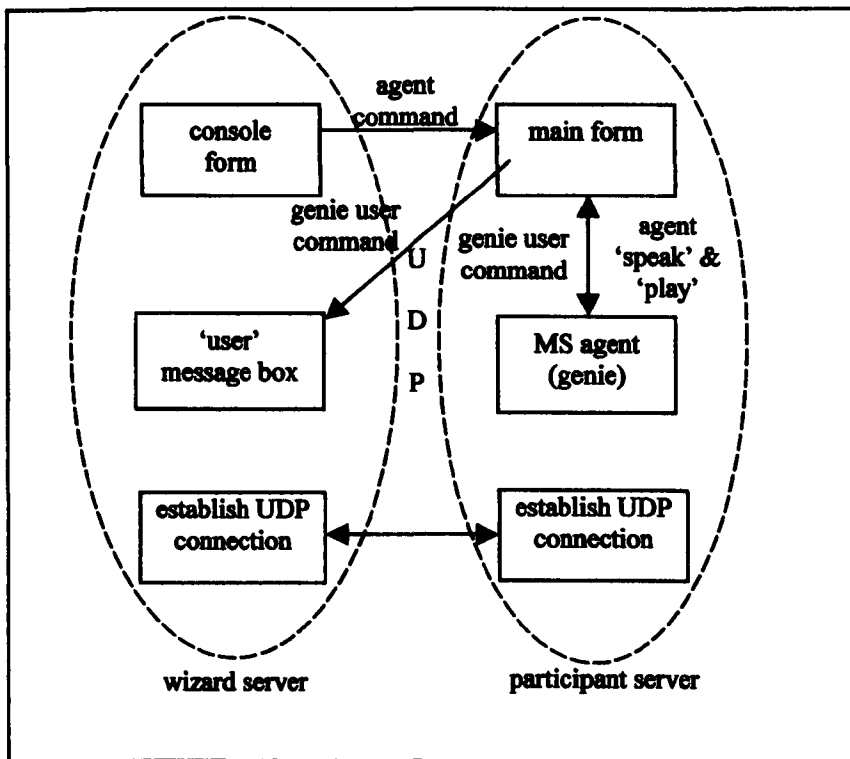 agent
command
console
form
main form
genie user
command
U
D
P
genie user
command
agent
‘speak’ &
‘play’
‘user’
message box
MS agent
(genie)
establish UDP
connection
establish UDP
connection
wizard server
participant server